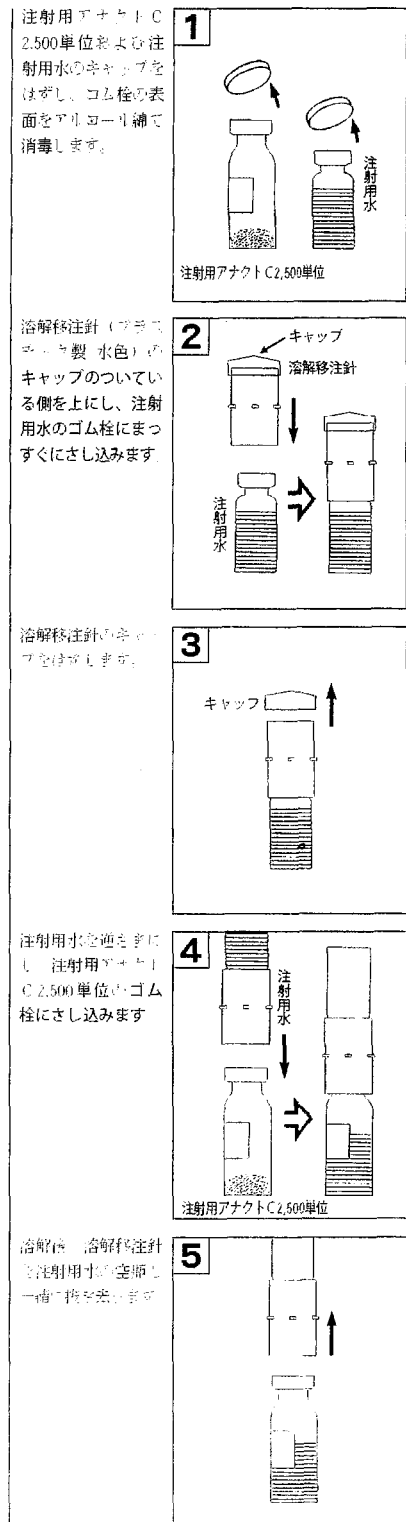 注射用アナクトC
2,500単位および注
射用水のキャップを
はずし、ゴム栓の表
面をアルコール綿で
消毒します。
1
注射用水
注射用アナクトC2,500単位
溶解移注針(プラス
チック製 水色)の
キャップのついてい
る側を上にし、注射
用水のゴム栓にまっ
すぐにさし込みます
2
キャップ
溶解移注針
注射用水
溶解移注針のキャッ
プをはずします。
3
キャップ
注射用水を逆さまに
し 注射用アナクト
C2,500単位のゴム
栓にさし込みます
4
注射用水
注射用アナクトC2,500単位
溶解後 溶解移注針
を注射用水の空瓶と
一緒に抜き
5